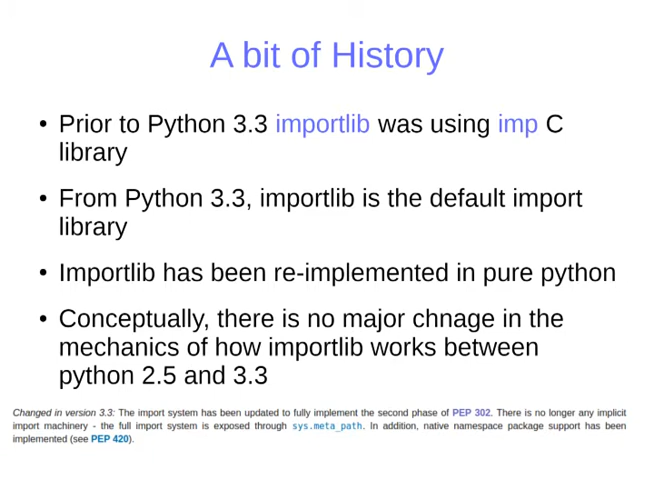 A bit of History
• Prior to Python 3.3 importlib was using imp C
library
• From Python 3.3, importlib is the default import
library
• Importlib has been re-implemented in pure python
• Conceptually, there is no major chnage in the
mechanics of how importlib works between
python 2.5 and 3.3
Changed in version 3.3: The import system has been updated to fully implement the second phase of PEP 302. There is no longer any implicit
import machinery - the full import system is exposed through sys.meta_path. In addition, native namespace package support has been
implemented (see PEP 420).